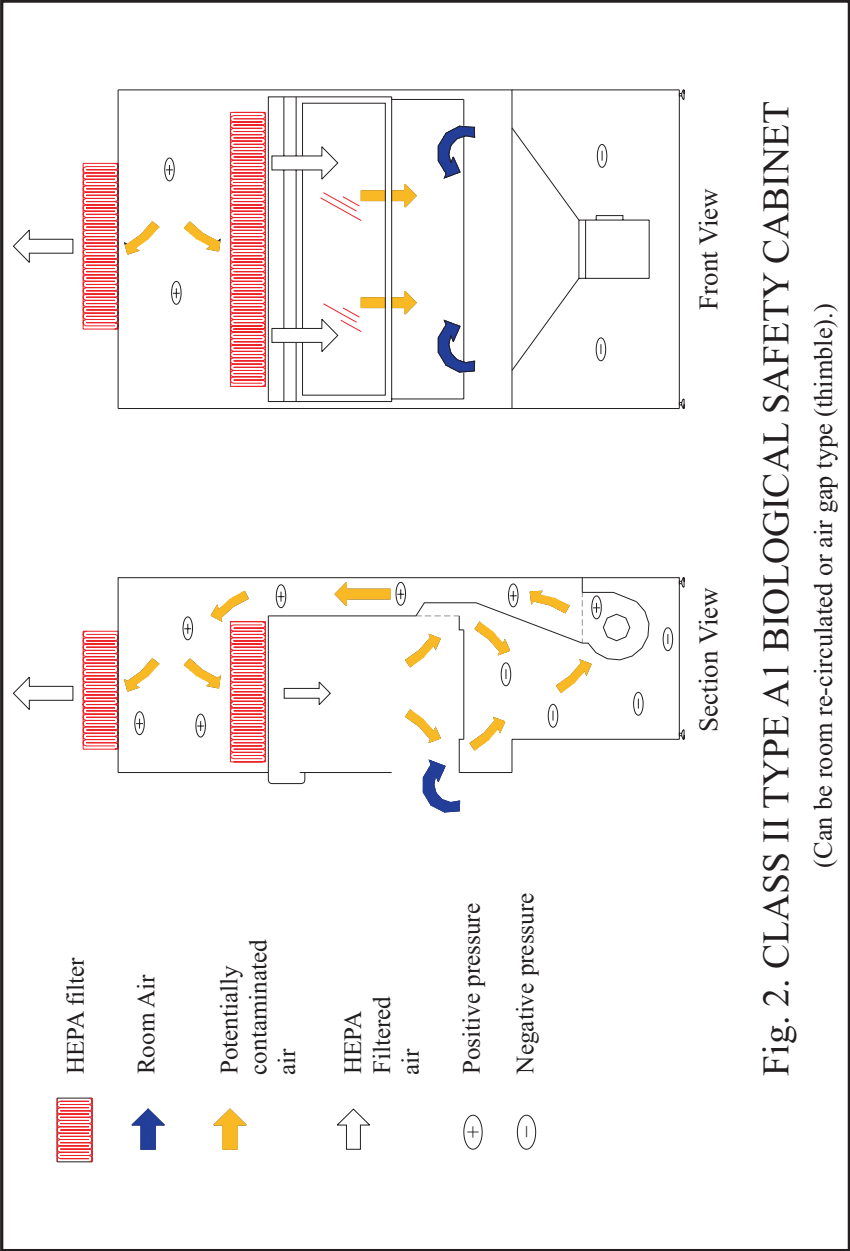 HEPA filter
Room Air
Potentially
contaminated
air
HEPA
Filtered
air
Positive pressure
Negative pressure
Section View
Front View
Fig. 2. CLASS II TYPE A1 BIOLOGICAL SAFETY CABINET
(Can be room re-circulated or air gap type (thimble).)